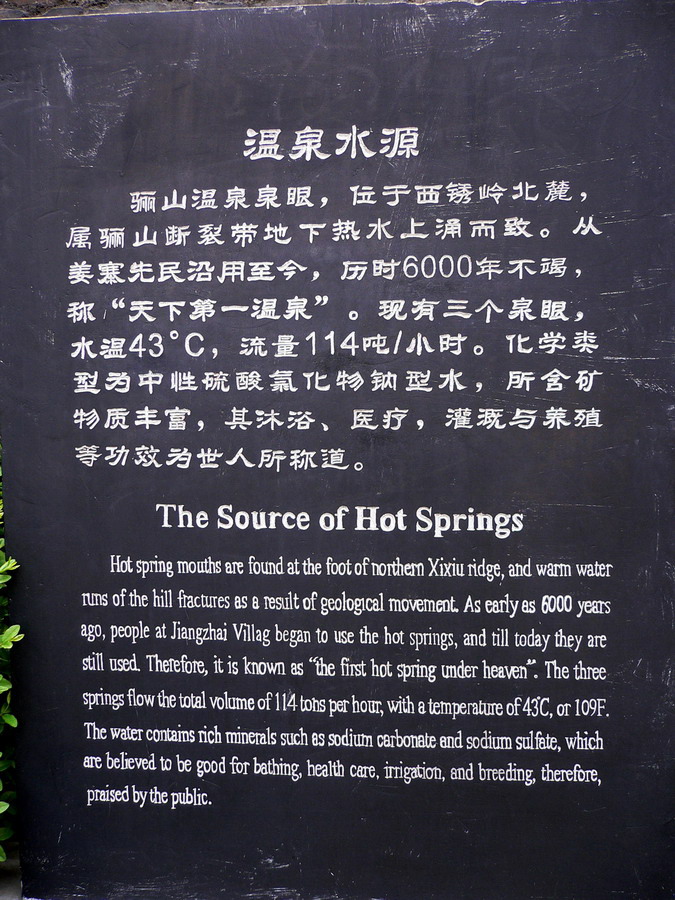 温泉水源
骊山温泉泉眼，位于西锈岭北麓，
属骊山断裂带地下热水上涌而致。从
姜寨先民沿用至今，历时6000年不竭，
称“天下第一温泉”。现有三个泉眼，
水温43°C，流量114吨/小时。化学类
型为中性硫酸氯化物钠型水，所含矿
物质丰富，其沐浴、医疗，灌溉与养殖
等功效为世人所称道。
The Source of Hot Springs
Hot spring mouths are found at the foot of northern Xixiu ridge, and warm water
runs of the hill fractures as a result of geological movement. As early as 6000 years
ago, people at Jiangzhai Villag began to use the hot springs, and till today they are
still used. Therefore, it is known as “the first hot spring under heaven”. The three
springs flow the total volume of 114 tons per hour, with a temperature of 43°C, or 109F.
The water contains rich minerals such as sodium carbonate and sodium sulfate, which
are believed to be good for bathing, health care, irrigation, and breeding, therefore,
praised by the public.